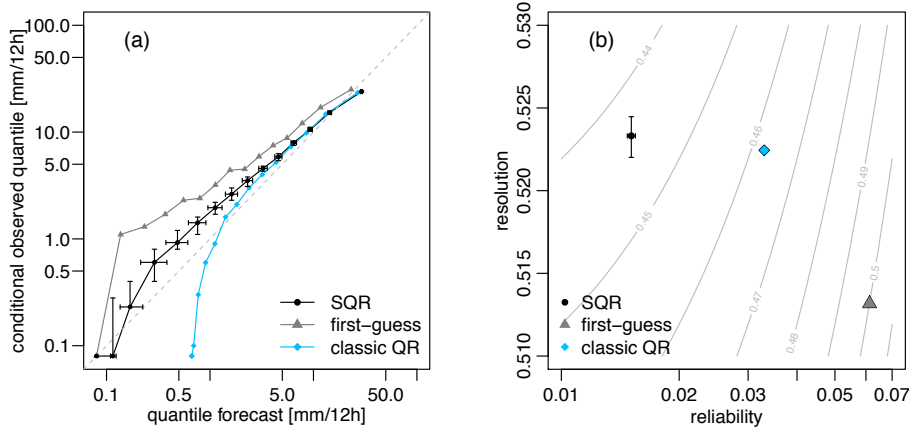 (a)
conditional observed quantile [mm/12h]
100.0
50.0
10.0
5.0
1.0
0.5
0.1
SQR
first−guess
classic QR
0.1 0.5 5.0 50.0
quantile forecast [mm/12h]
(b)
resolution
0.530
0.525
0.520
0.515
0.510
0.44
0.45
0.46
0.47
0.48
0.49
0.5
SQR
first−guess
classic QR
0.01 0.02 0.03 0.05 0.07
reliability